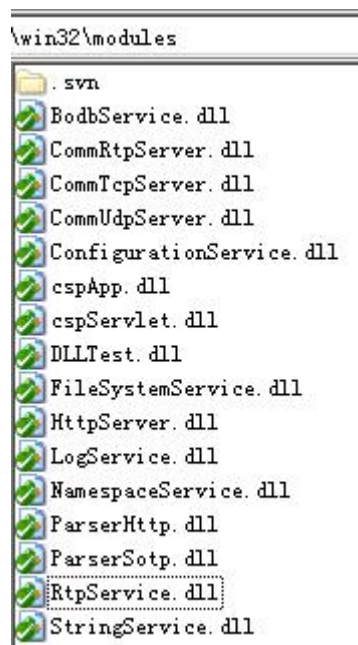 \win32\modules
.svn
BodbService.dll
CommRtpServer.dll
CommTcpServer.dll
CommUdpServer.dll
ConfigurationService.dll
cspApp.dll
cspServlet.dll
DLLTest.dll
FileSystemService.dll
HttpServer.dll
LogService.dll
NamespaceService.dll
ParserHttp.dll
ParserSotp.dll
RtpService.dll
StringService.dll